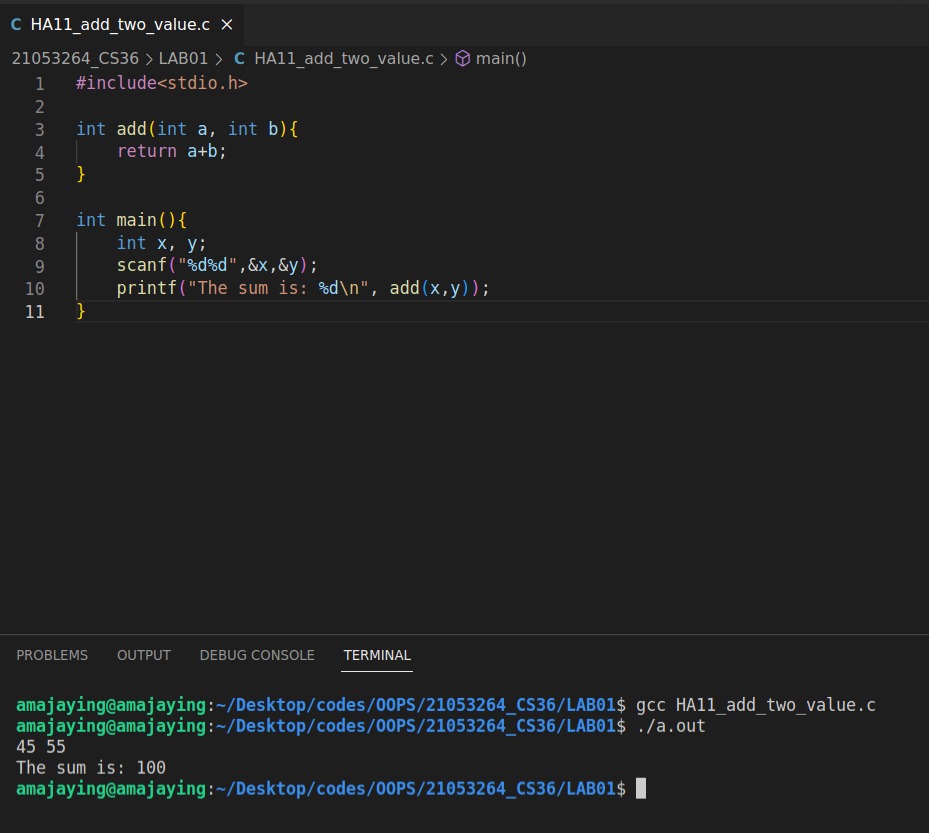 C HA11_add_two_value.c ×
21053264_CS36 > LAB01 > C HA11_add_two_value.c > main()
1 #include<stdio.h>
2
3 int add(int a, int b){
4     return a+b;
5 }
6
7 int main(){
8     int x, y;
9     scanf("%d%d",&x,&y);
10     printf("The sum is: %d\n", add(x,y));
11 }
PROBLEMS OUTPUT DEBUG CONSOLE TERMINAL
amajaying@amajaying:~/Desktop/codes/OOPS/21053264_CS36/LAB01$ gcc HA11_add_two_value.c
amajaying@amajaying:~/Desktop/codes/OOPS/21053264_CS36/LAB01$ ./a.out
45 55
The sum is: 100
amajaying@amajaying:~/Desktop/codes/OOPS/21053264_CS36/LAB01$